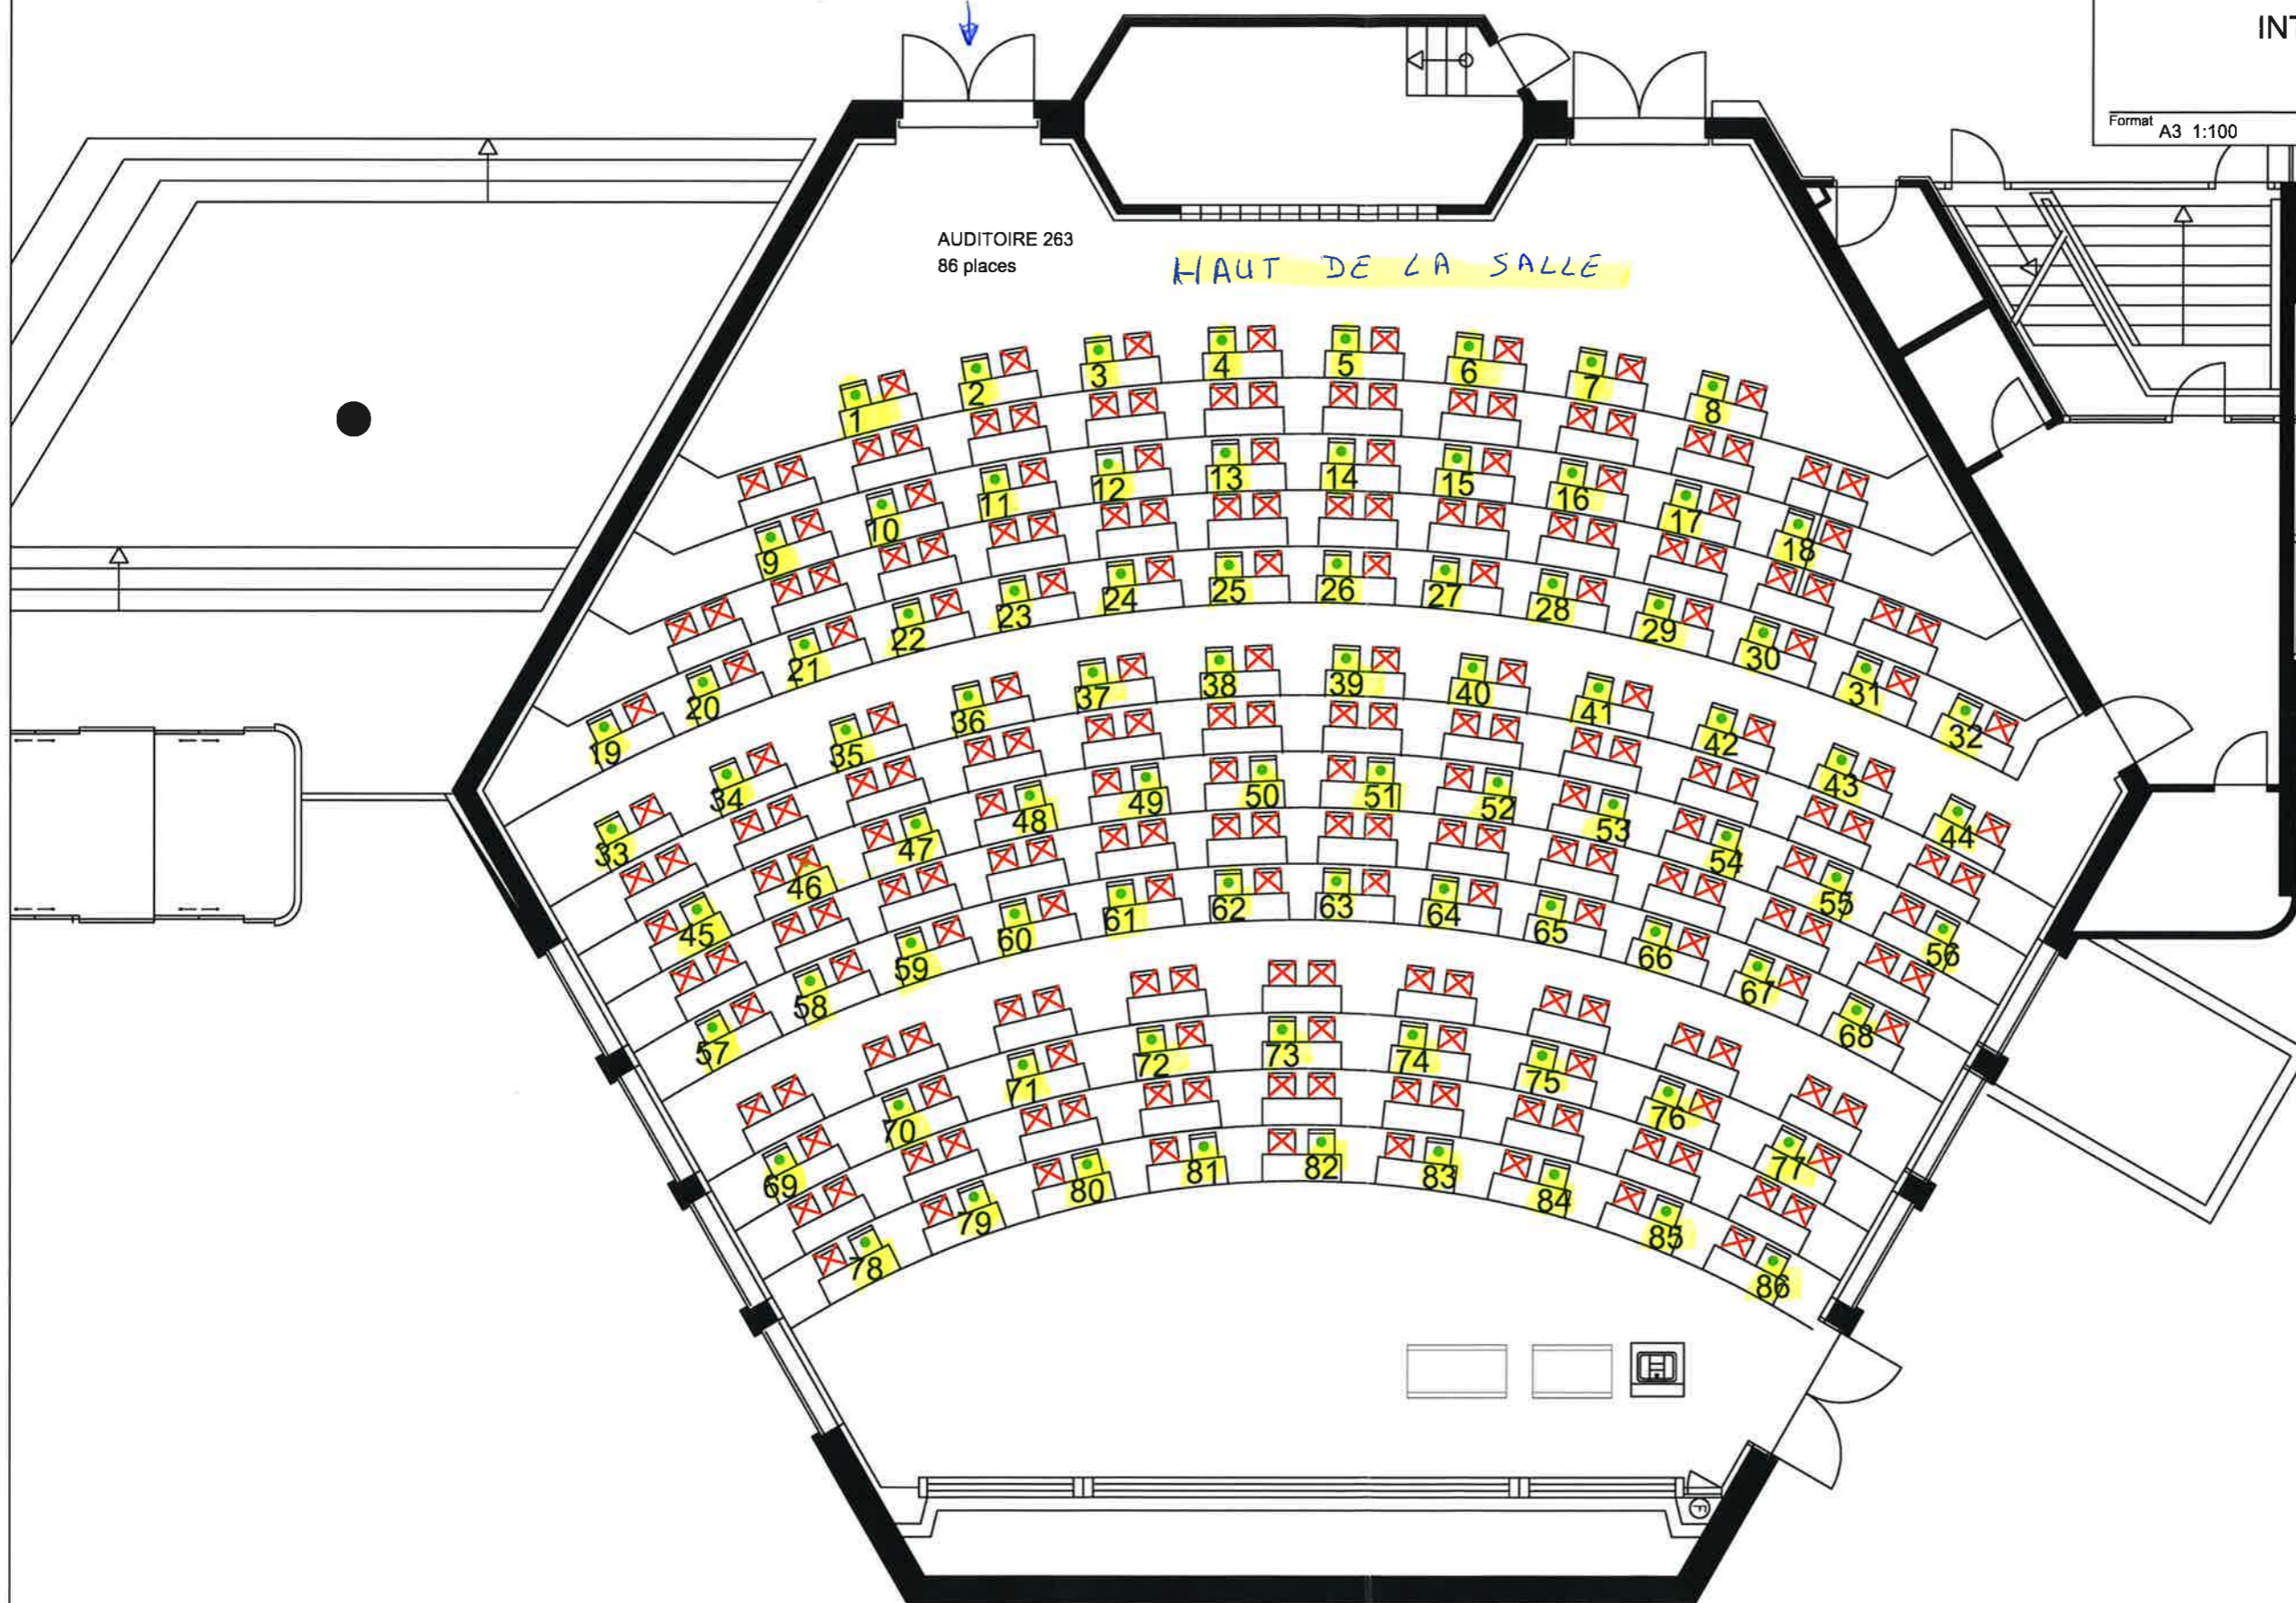 INT
Format A3 1:100
AUDITOIRE 263
86 places
HAUT DE LA SALLE
1 2 3 4 5 6 7 8
9 10 11 12 13 14 15 16 17 18
19 20 21 22 23 24 25 26 27 28 29 30 31 32
33 34 35 36 37 38 39 40 41 42 43 44
45 46 47 48 49 50 51 52 53 54 55 56
57 58 59 60 61 62 63 64 65 66 67 68
69 70 71 72 73 74 75 76 77
78 79 80 81 82 83 84 85 86
F